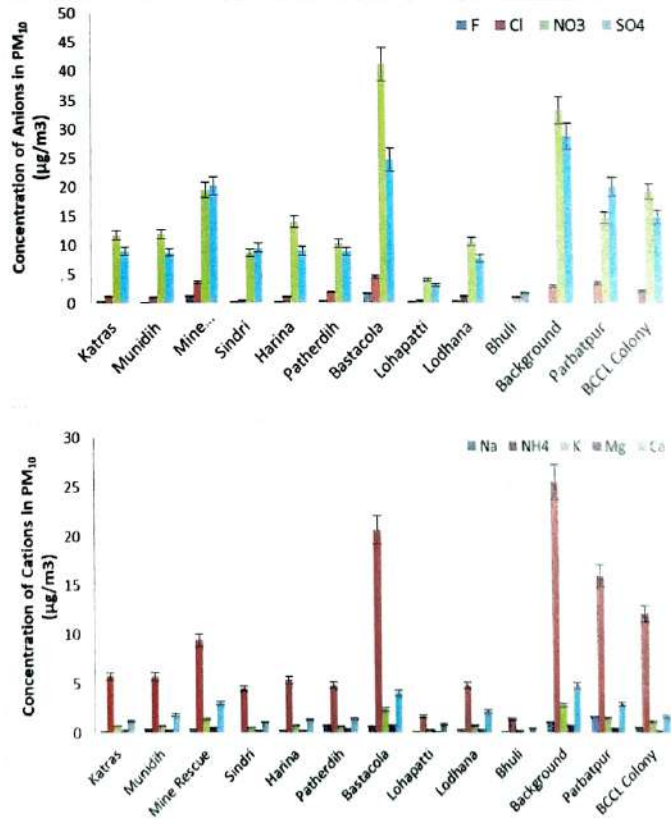 50
45
40
35
30
25
20
15
10
5
0
Concentration of Anions in PM10
(µg/m3)
F Cl NO3 SO4
Katras
Munidih
Mine...
Sindri
Harina
Patherdih
Bastacola
Lohapatti
Lodhana
Bhuli
Background
Parbatpur
BCCL Colony
30
25
20
15
10
5
0
Concentration of Cations in PM10
(µg/m3)
Na NH4 K Mg Ca
Katras
Munidih
Mine Rescue
Sindri
Harina
Patherdih
Bastacola
Lohapatti
Lodhana
Bhuli
Background
Parbatpur
BCCL Colony